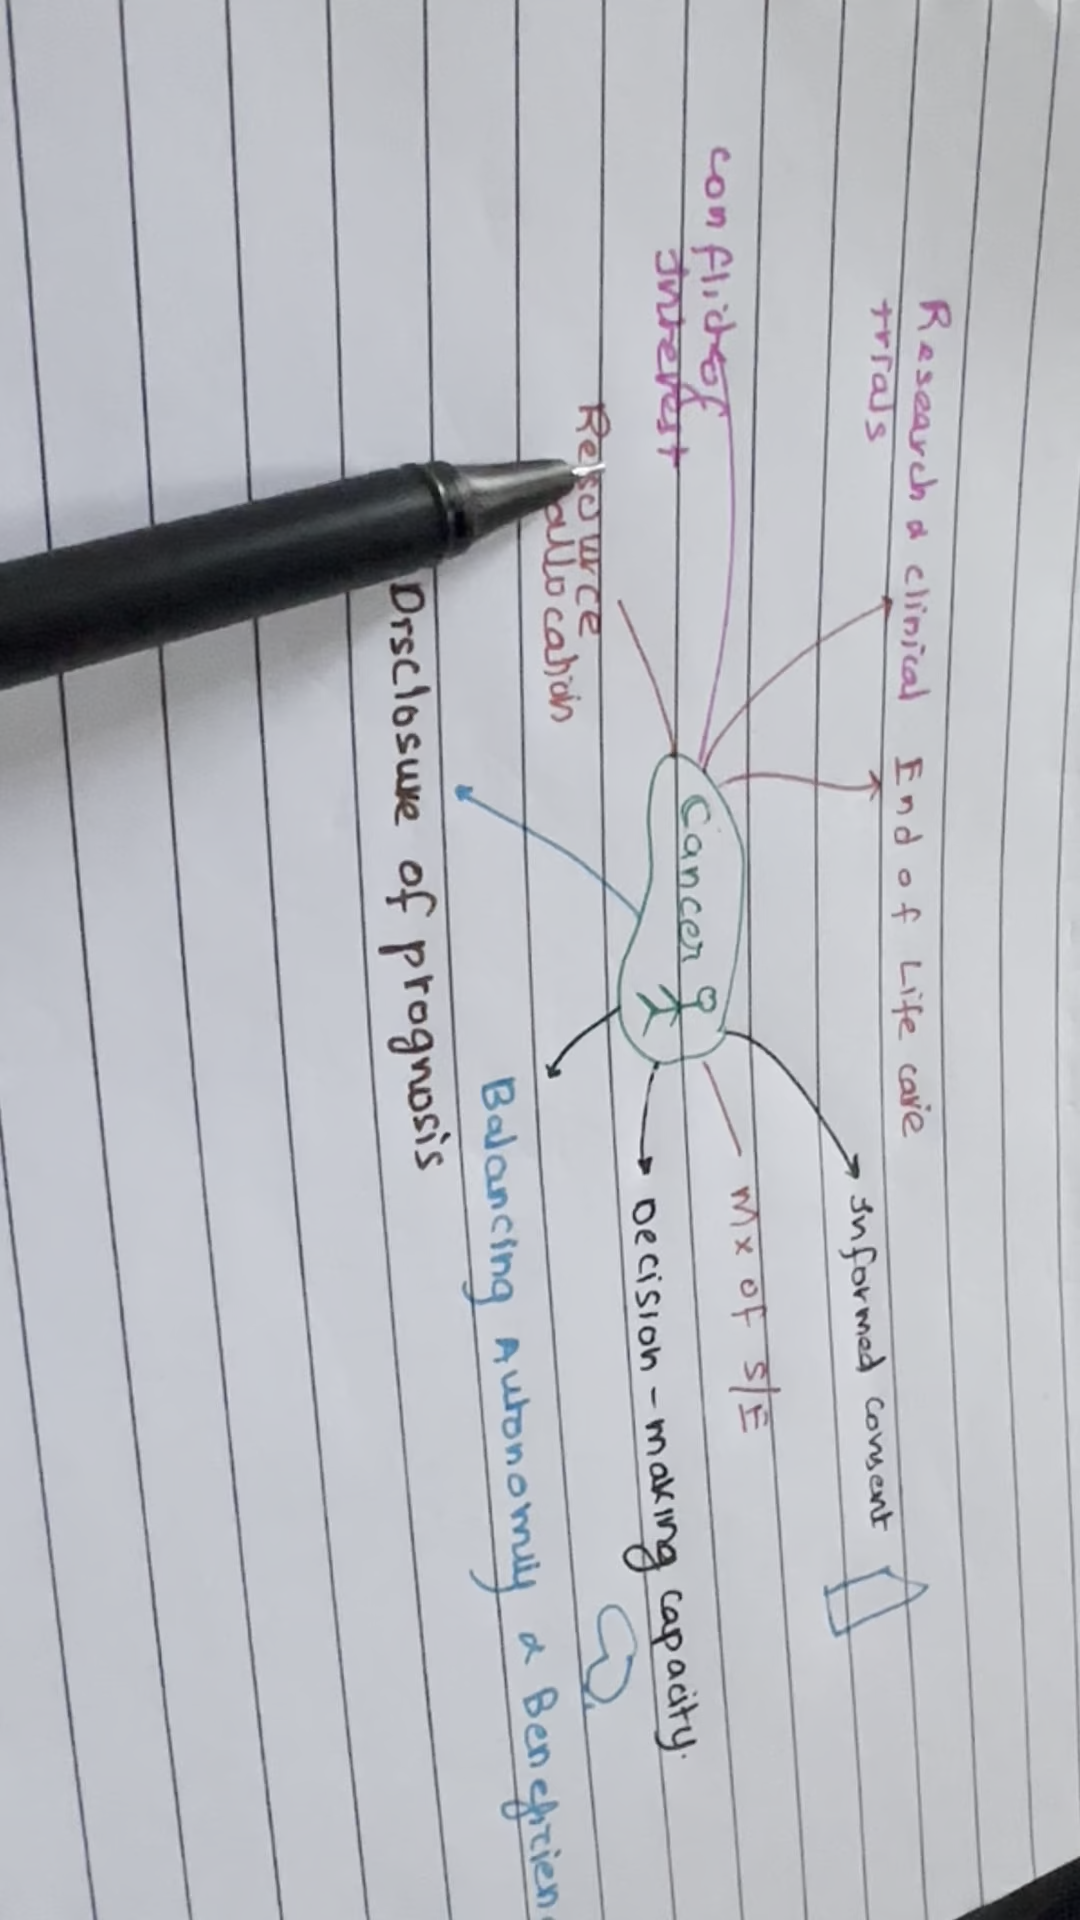 Research & clinical
trials
End of Life care
Informed consent
conflict of
Interest
Cancer
Mx of S/E
Resource
allocation
Decision-making capacity.
Disclosure of prognosis
Balancing Autonomy & Beneficien